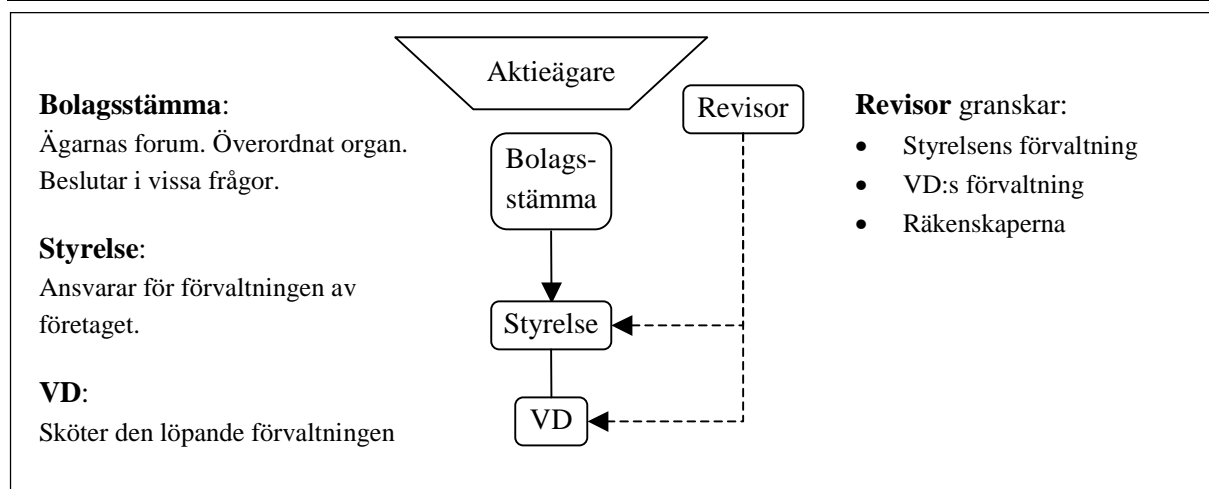 Bolagsstämma:
Ägarnas forum. Överordnat organ.
Beslutar i vissa frågor.
Styrelse:
Ansvarar för förvaltningen av
företaget.
VD:
Sköter den löpande förvaltningen
Aktieägare
Revisor
Bolags-
stämma
Styrelse
VD
Revisor granskar:
• Styrelsens förvaltning
• VD:s förvaltning
• Räkenskaperna